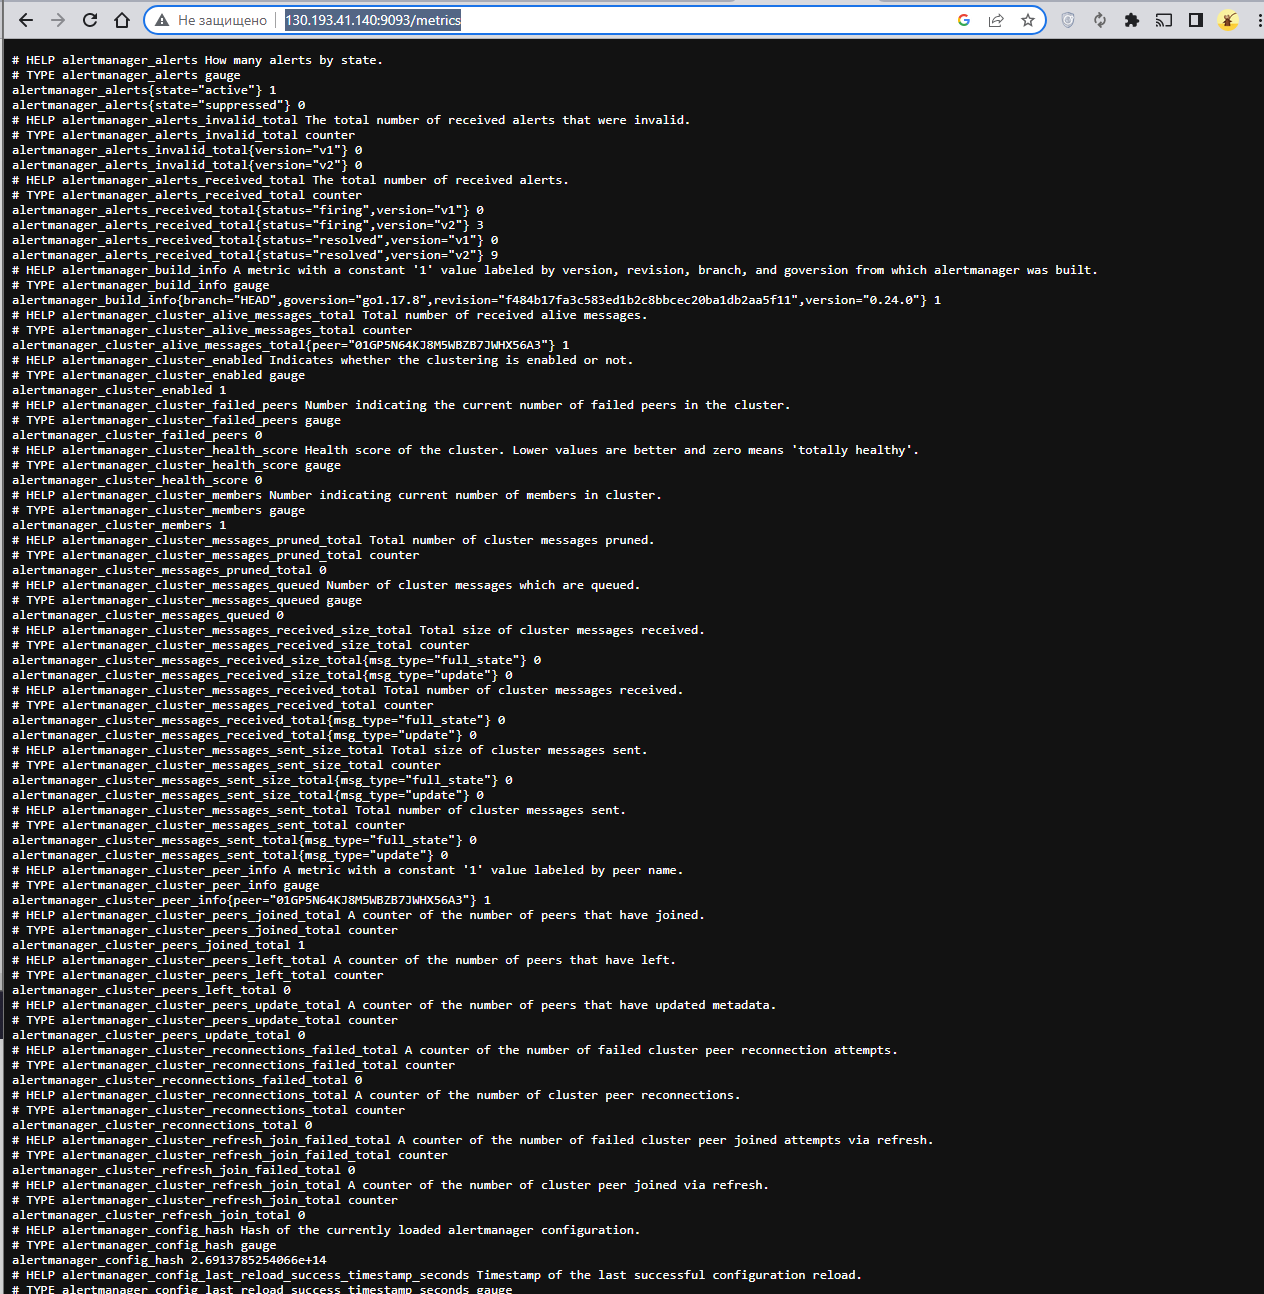 Не защищено
130.193.41.140:9093/metrics
# HELP alertmanager_alerts How many alerts by state.
# TYPE alertmanager_alerts gauge
alertmanager_alerts{state="active"} 1
alertmanager_alerts{state="suppressed"} 0
# HELP alertmanager_alerts_invalid_total The total number of received alerts that were invalid.
# TYPE alertmanager_alerts_invalid_total counter
alertmanager_alerts_invalid_total{version="v1"} 0
alertmanager_alerts_invalid_total{version="v2"} 0
# HELP alertmanager_alerts_received_total The total number of received alerts.
# TYPE alertmanager_alerts_received_total counter
alertmanager_alerts_received_total{status="firing",version="v1"} 0
alertmanager_alerts_received_total{status="firing",version="v2"} 3
alertmanager_alerts_received_total{status="resolved",version="v1"} 0
alertmanager_alerts_received_total{status="resolved",version="v2"} 9
# HELP alertmanager_build_info A metric with a constant '1' value labeled by version, revision, branch, and goversion from which alertmanager was built.
# TYPE alertmanager_build_info gauge
alertmanager_build_info{branch="HEAD",goversion="go1.17.8",revision="f484b17fa3c583ed1b2c8bbcec20ba1db2aa5f11",version="0.24.0"} 1
# HELP alertmanager_cluster_alive_messages_total Total number of received alive messages.
# TYPE alertmanager_cluster_alive_messages_total counter
alertmanager_cluster_alive_messages_total{peer="01GP5N64KJ8M5WBZB7JWHX56A3"} 1
# HELP alertmanager_cluster_enabled Indicates whether the clustering is enabled or not.
# TYPE alertmanager_cluster_enabled gauge
alertmanager_cluster_enabled 1
# HELP alertmanager_cluster_failed_peers Number indicating the current number of failed peers in the cluster.
# TYPE alertmanager_cluster_failed_peers gauge
alertmanager_cluster_failed_peers 0
# HELP alertmanager_cluster_health_score Health score of the cluster. Lower values are better and zero means 'totally healthy'.
# TYPE alertmanager_cluster_health_score gauge
alertmanager_cluster_health_score 0
# HELP alertmanager_cluster_members Number indicating current number of members in cluster.
# TYPE alertmanager_cluster_members gauge
alertmanager_cluster_members 1
# HELP alertmanager_cluster_messages_pruned_total Total number of cluster messages pruned.
# TYPE alertmanager_cluster_messages_pruned_total counter
alertmanager_cluster_messages_pruned_total 0
# HELP alertmanager_cluster_messages_queued Number of cluster messages which are queued.
# TYPE alertmanager_cluster_messages_queued gauge
alertmanager_cluster_messages_queued 0
# HELP alertmanager_cluster_messages_received_size_total Total size of cluster messages received.
# TYPE alertmanager_cluster_messages_received_size_total counter
alertmanager_cluster_messages_received_size_total{msg_type="full_state"} 0
alertmanager_cluster_messages_received_size_total{msg_type="update"} 0
# HELP alertmanager_cluster_messages_received_total Total number of cluster messages received.
# TYPE alertmanager_cluster_messages_received_total counter
alertmanager_cluster_messages_received_total{msg_type="full_state"} 0
alertmanager_cluster_messages_received_total{msg_type="update"} 0
# HELP alertmanager_cluster_messages_sent_size_total Total size of cluster messages sent.
# TYPE alertmanager_cluster_messages_sent_size_total counter
alertmanager_cluster_messages_sent_size_total{msg_type="full_state"} 0
alertmanager_cluster_messages_sent_size_total{msg_type="update"} 0
# HELP alertmanager_cluster_messages_sent_total Total number of cluster messages sent.
# TYPE alertmanager_cluster_messages_sent_total counter
alertmanager_cluster_messages_sent_total{msg_type="full_state"} 0
alertmanager_cluster_messages_sent_total{msg_type="update"} 0
# HELP alertmanager_cluster_peer_info A metric with a constant '1' value labeled by peer name.
# TYPE alertmanager_cluster_peer_info gauge
alertmanager_cluster_peer_info{peer="01GP5N64KJ8M5WBZB7JWHX56A3"} 1
# HELP alertmanager_cluster_peers_joined_total A counter of the number of peers that have joined.
# TYPE alertmanager_cluster_peers_joined_total counter
alertmanager_cluster_peers_joined_total 1
# HELP alertmanager_cluster_peers_left_total A counter of the number of peers that have left.
# TYPE alertmanager_cluster_peers_left_total counter
alertmanager_cluster_peers_left_total 0
# HELP alertmanager_cluster_peers_update_total A counter of the number of peers that have updated metadata.
# TYPE alertmanager_cluster_peers_update_total counter
alertmanager_cluster_peers_update_total 0
# HELP alertmanager_cluster_reconnections_failed_total A counter of the number of failed cluster peer reconnection attempts.
# TYPE alertmanager_cluster_reconnections_failed_total counter
alertmanager_cluster_reconnections_failed_total 0
# HELP alertmanager_cluster_reconnections_total A counter of the number of cluster peer reconnections.
# TYPE alertmanager_cluster_reconnections_total counter
alertmanager_cluster_reconnections_total 0
# HELP alertmanager_cluster_refresh_join_failed_total A counter of the number of failed cluster peer joined attempts via refresh.
# TYPE alertmanager_cluster_refresh_join_failed_total counter
alertmanager_cluster_refresh_join_failed_total 0
# HELP alertmanager_cluster_refresh_join_total A counter of the number of cluster peer joined via refresh.
# TYPE alertmanager_cluster_refresh_join_total counter
alertmanager_cluster_refresh_join_total 0
# HELP alertmanager_config_hash Hash of the currently loaded alertmanager configuration.
# TYPE alertmanager_config_hash gauge
alertmanager_config_hash 2.6913785254066e+14
# HELP alertmanager_config_last_reload_success_timestamp_seconds Timestamp of the last successful configuration reload.
# TYPE alertmanager_config_last_reload_success_timestamp_seconds gauge